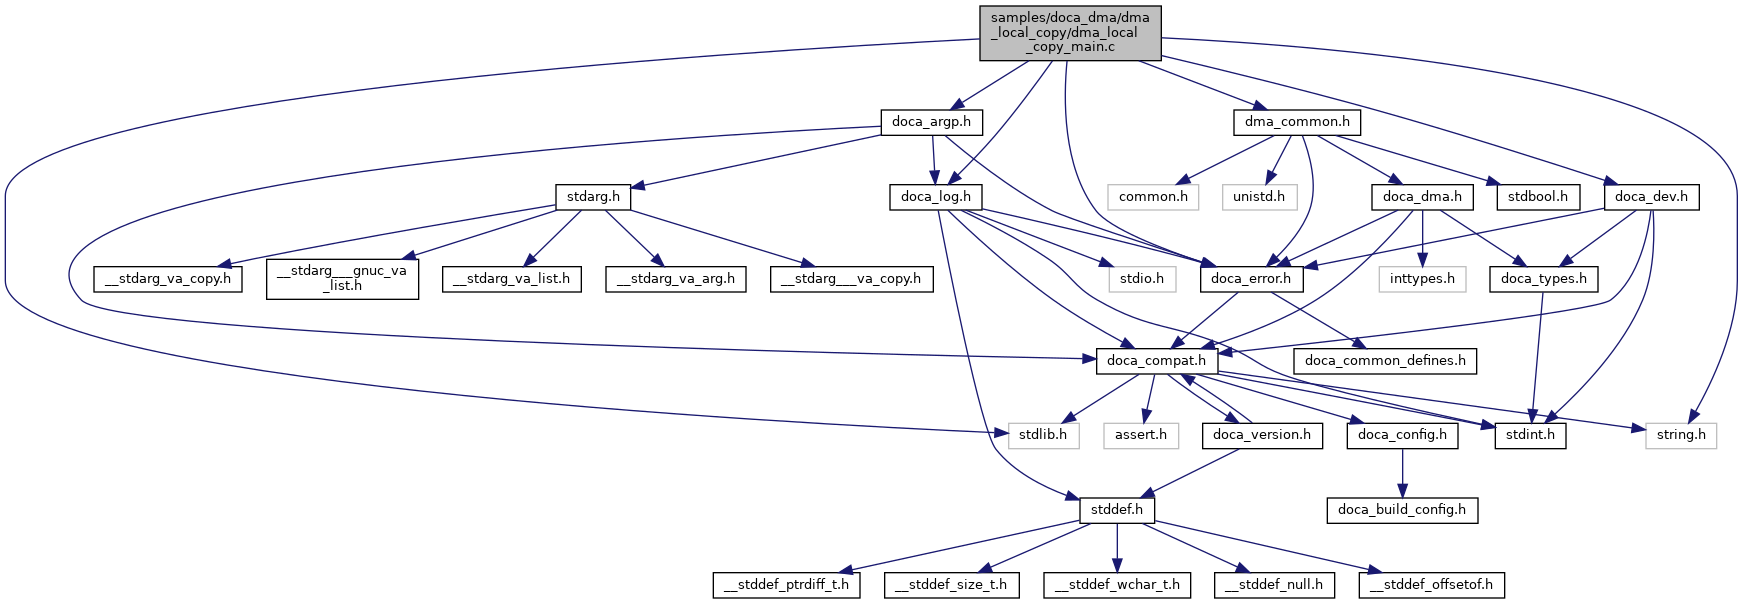 samples/doca_dma/dma
_local_copy/dma_local
_copy_main.c
doca_argp.h
dma_common.h
stdarg.h
doca_log.h
common.h
unistd.h
doca_dma.h
stdbool.h
doca_dev.h
__stdarg_va_copy.h
__stdarg___gnuc_va
_list.h
__stdarg_va_list.h
__stdarg_va_arg.h
__stdarg___va_copy.h
stdio.h
doca_error.h
inttypes.h
doca_types.h
doca_compat.h
doca_common_defines.h
stdlib.h
assert.h
doca_version.h
doca_config.h
stdint.h
string.h
stddef.h
doca_build_config.h
__stddef_ptrdiff_t.h
__stddef_size_t.h
__stddef_wchar_t.h
__stddef_null.h
__stddef_offsetof.h